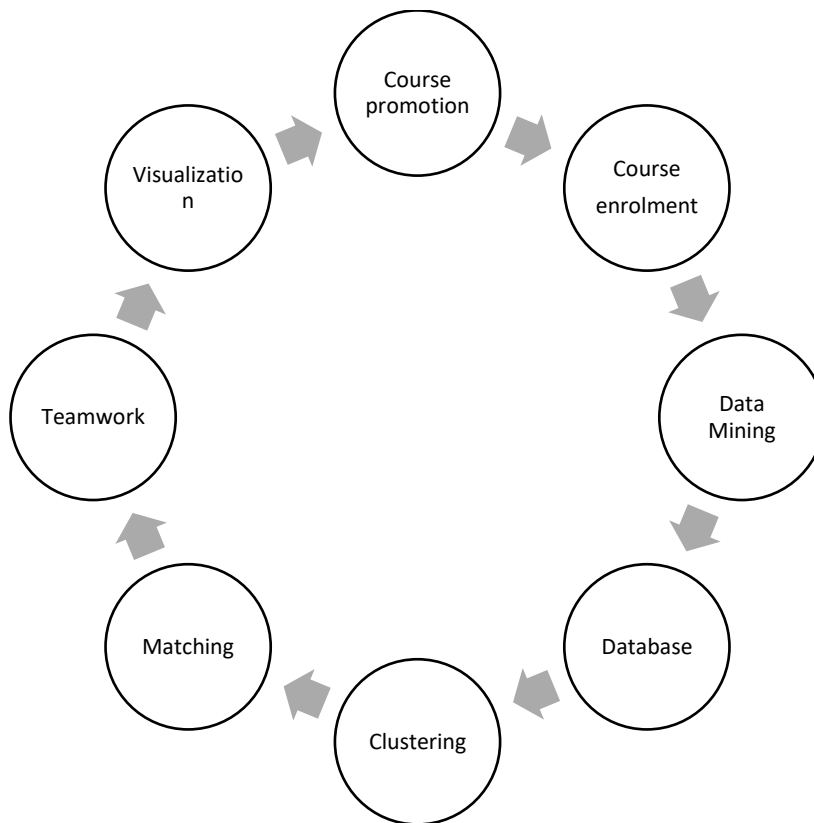 Course
promotion
Course
enrolment
Data
Mining
Database
Clustering
Matching
Teamwork
Visualizatio
n